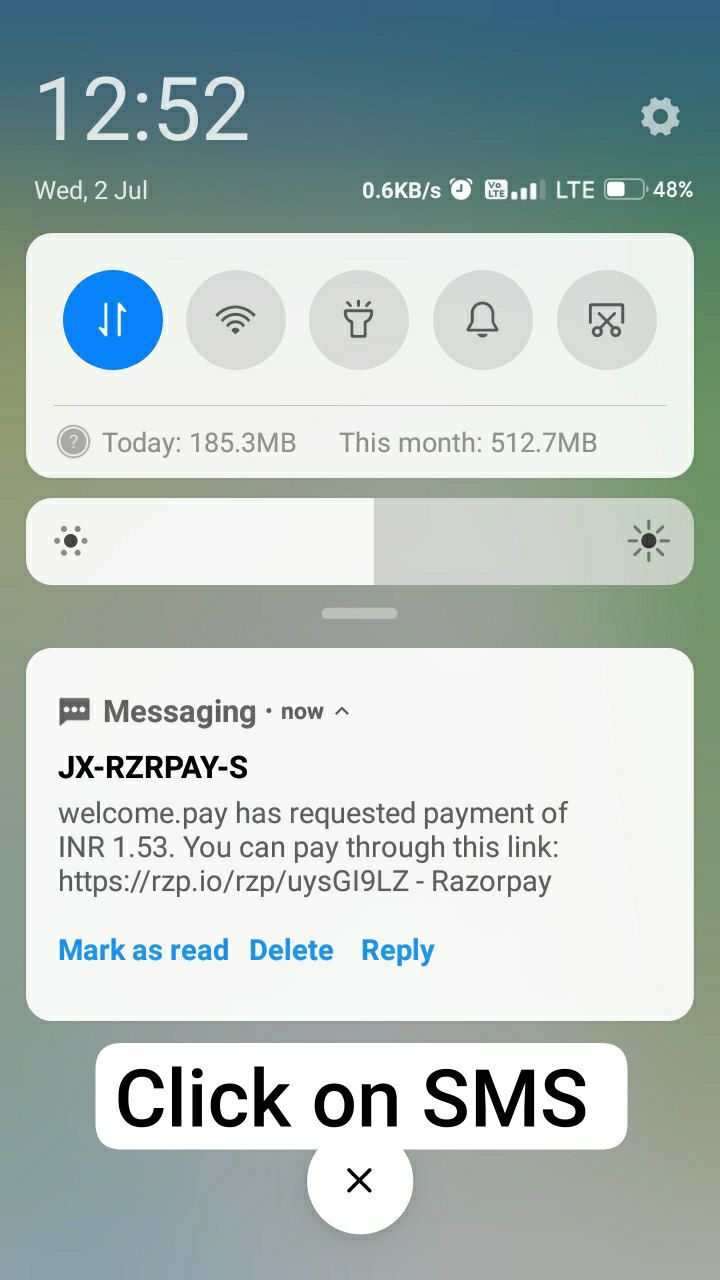 12:52
Wed, 2 Jul
0.6KB/s VoLTE LTE 48%
? Today: 185.3MB This month: 512.7MB
Messaging · now
JX-RZRPAY-S
welcome.pay has requested payment of
INR 1.53. You can pay through this link:
https://rzp.io/rzp/uysGI9LZ - Razorpay
Mark as read Delete Reply
Click on SMS